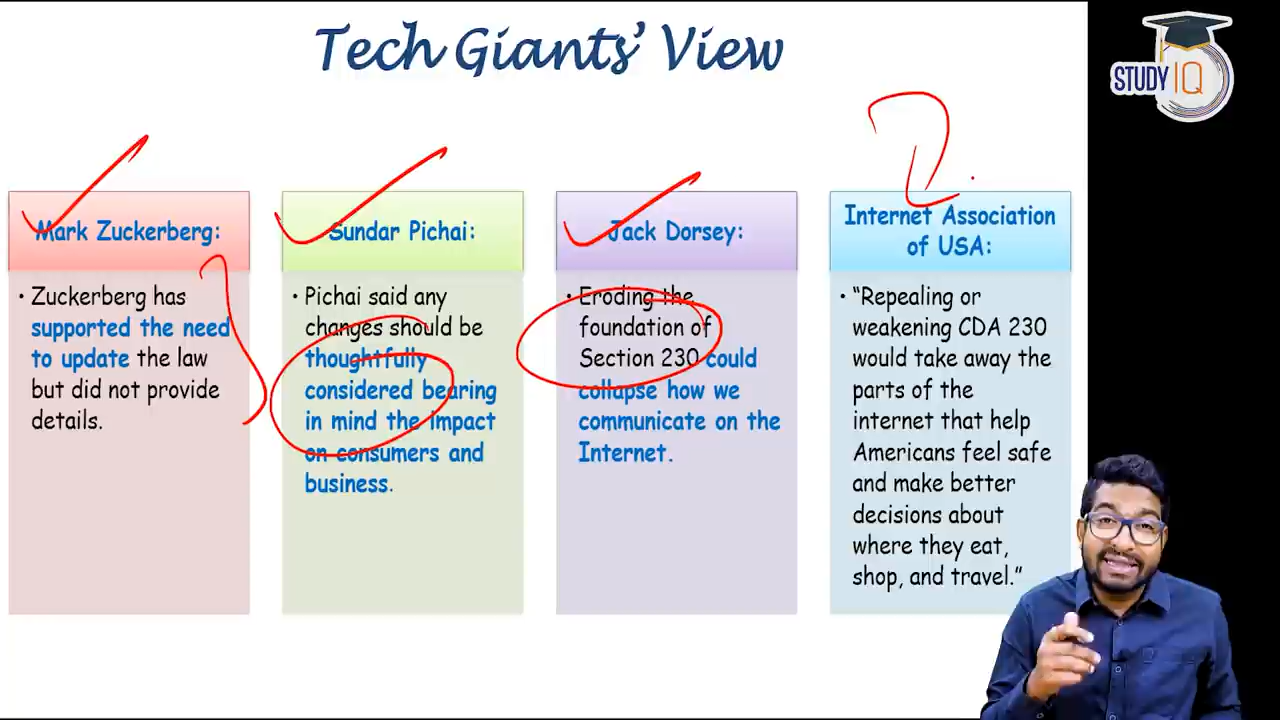 Tech Giants' View
STUDY IQ
Mark Zuckerberg:
• Zuckerberg has
supported the need
to update the law
but did not provide
details.
Sundar Pichai:
• Pichai said any
changes should be
thoughtfully
considered bearing
in mind the impact
on consumers and
business.
Jack Dorsey:
• Eroding the
foundation of
Section 230 could
collapse how we
communicate on the
Internet.
Internet Association
of USA:
• “Repealing or
weakening CDA 230
would take away the
parts of the
internet that help
Americans feel safe
and make better
decisions about
where they eat,
shop, and travel.”